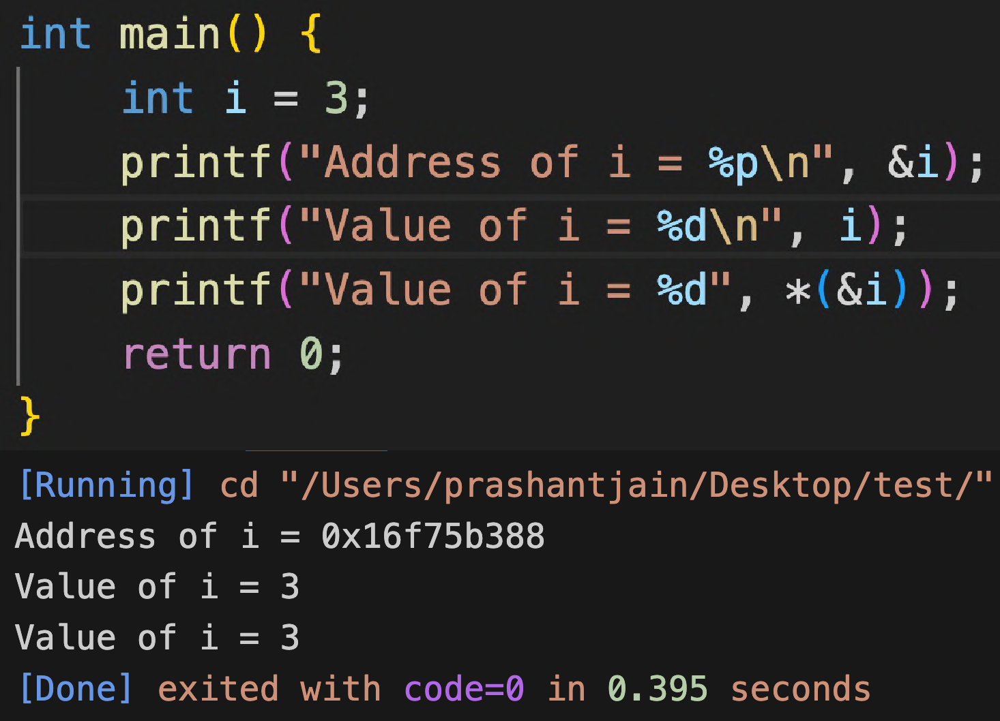 int main() {
    int i = 3;
    printf("Address of i = %p\n", &i);
    printf("Value of i = %d\n", i);
    printf("Value of i = %d", *(&i));
    return 0;
}
[Running] cd "/Users/prashantjain/Desktop/test/"
Address of i = 0x16f75b388
Value of i = 3
Value of i = 3
[Done] exited with code=0 in 0.395 seconds